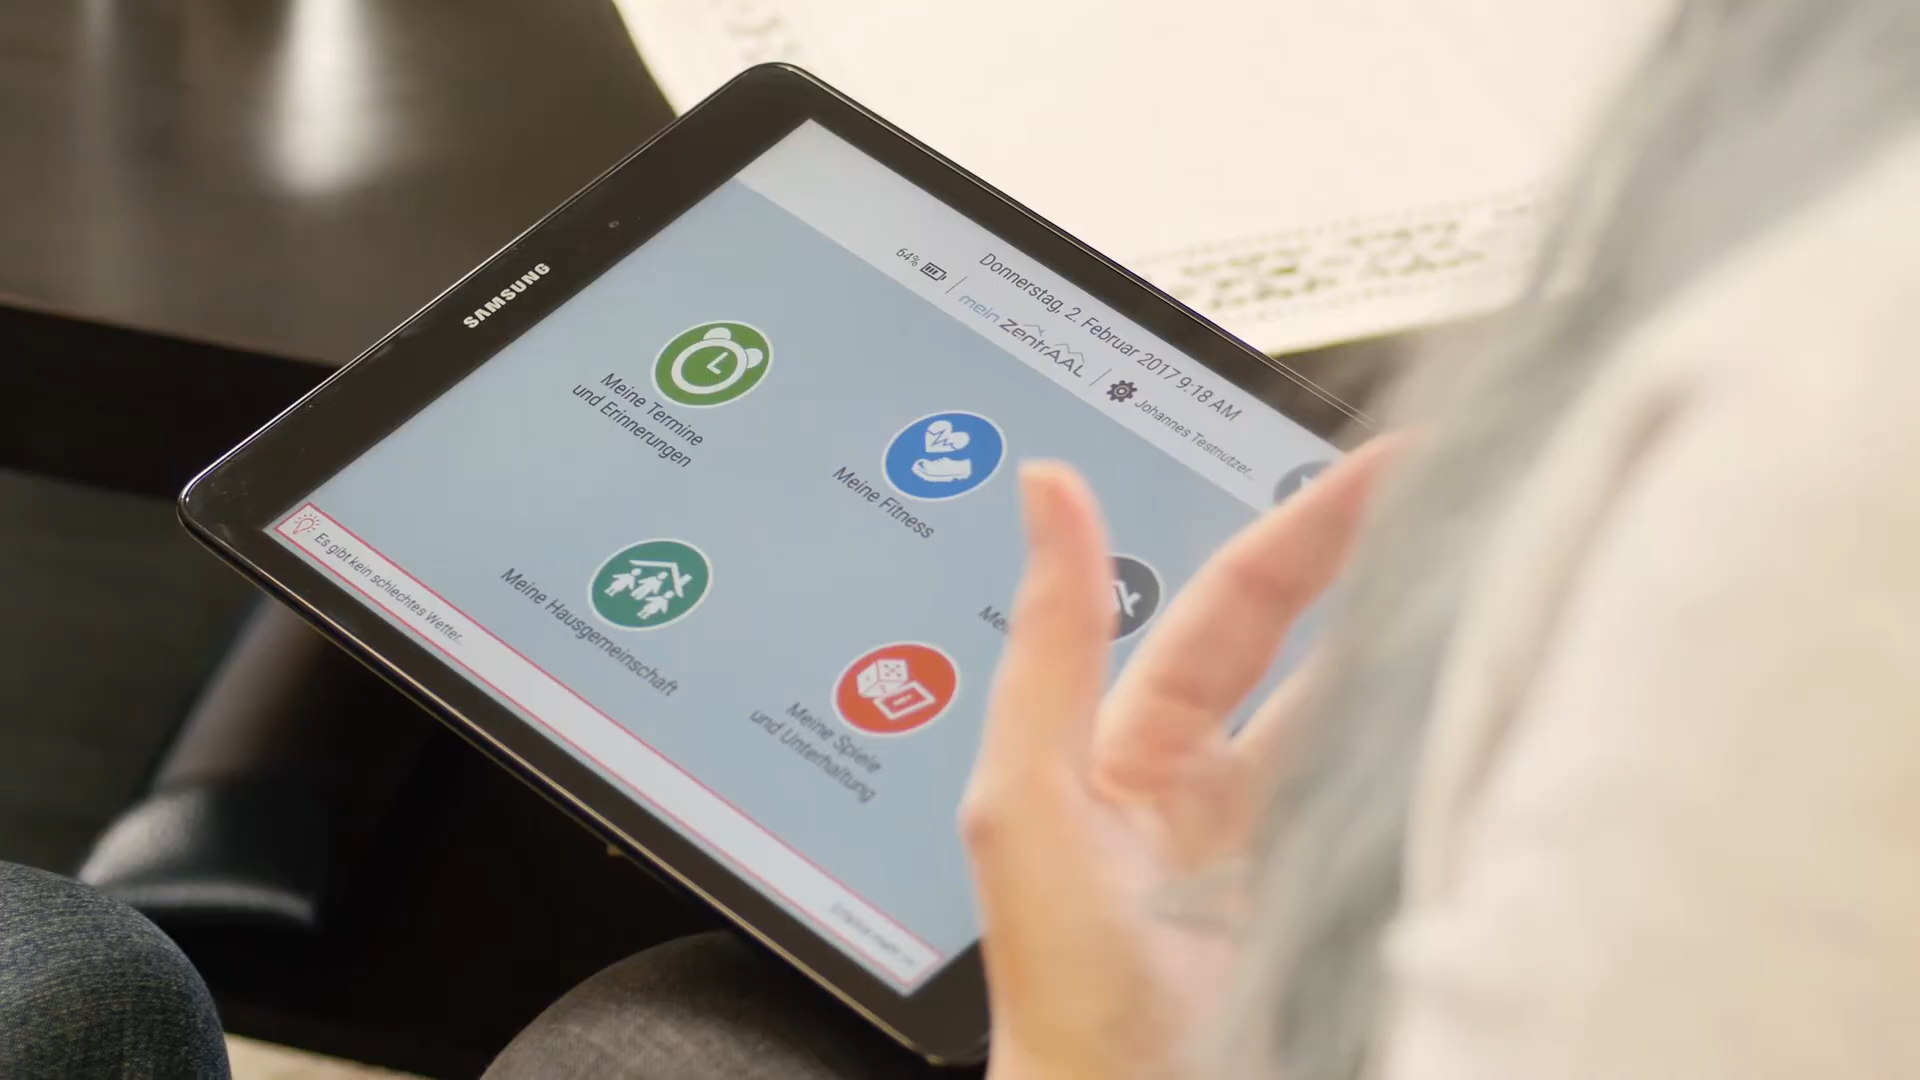 SAMSUNG
Donnerstag, 2. Februar 2017 9:18 AM
64%
mein ZentrAAL
Johannes Testnutzer...
Meine Termine
und Erinnerungen
Meine Fitness
Meine Hausgemeinschaft
Meine Spiele
und Unterhaltung
Es gibt kein schlechtes Wetter...